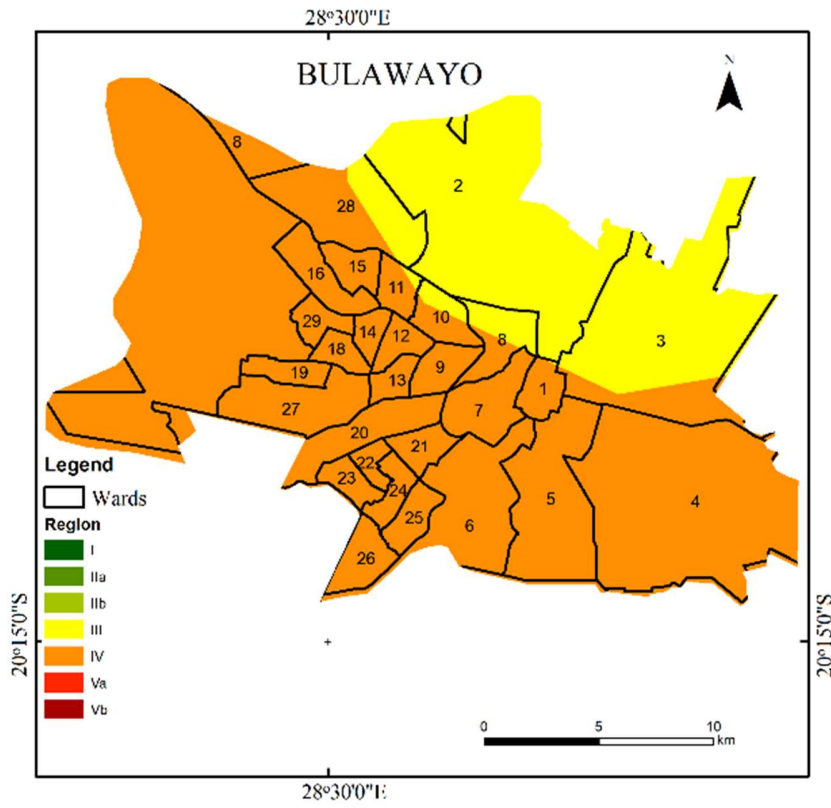 28°30'0"E
BULAWAYO
N
8
2
28
15
16
11
3
10
29
14
12
8
18
9
19
13
1
27
7
20
21
22
23
24
5
4
25
6
26
Legend
Wards
Region
I
IIa
IIb
III
IV
Va
Vb
20°15'0"S
20°15'0"S
0
5
10
km
28°30'0"E